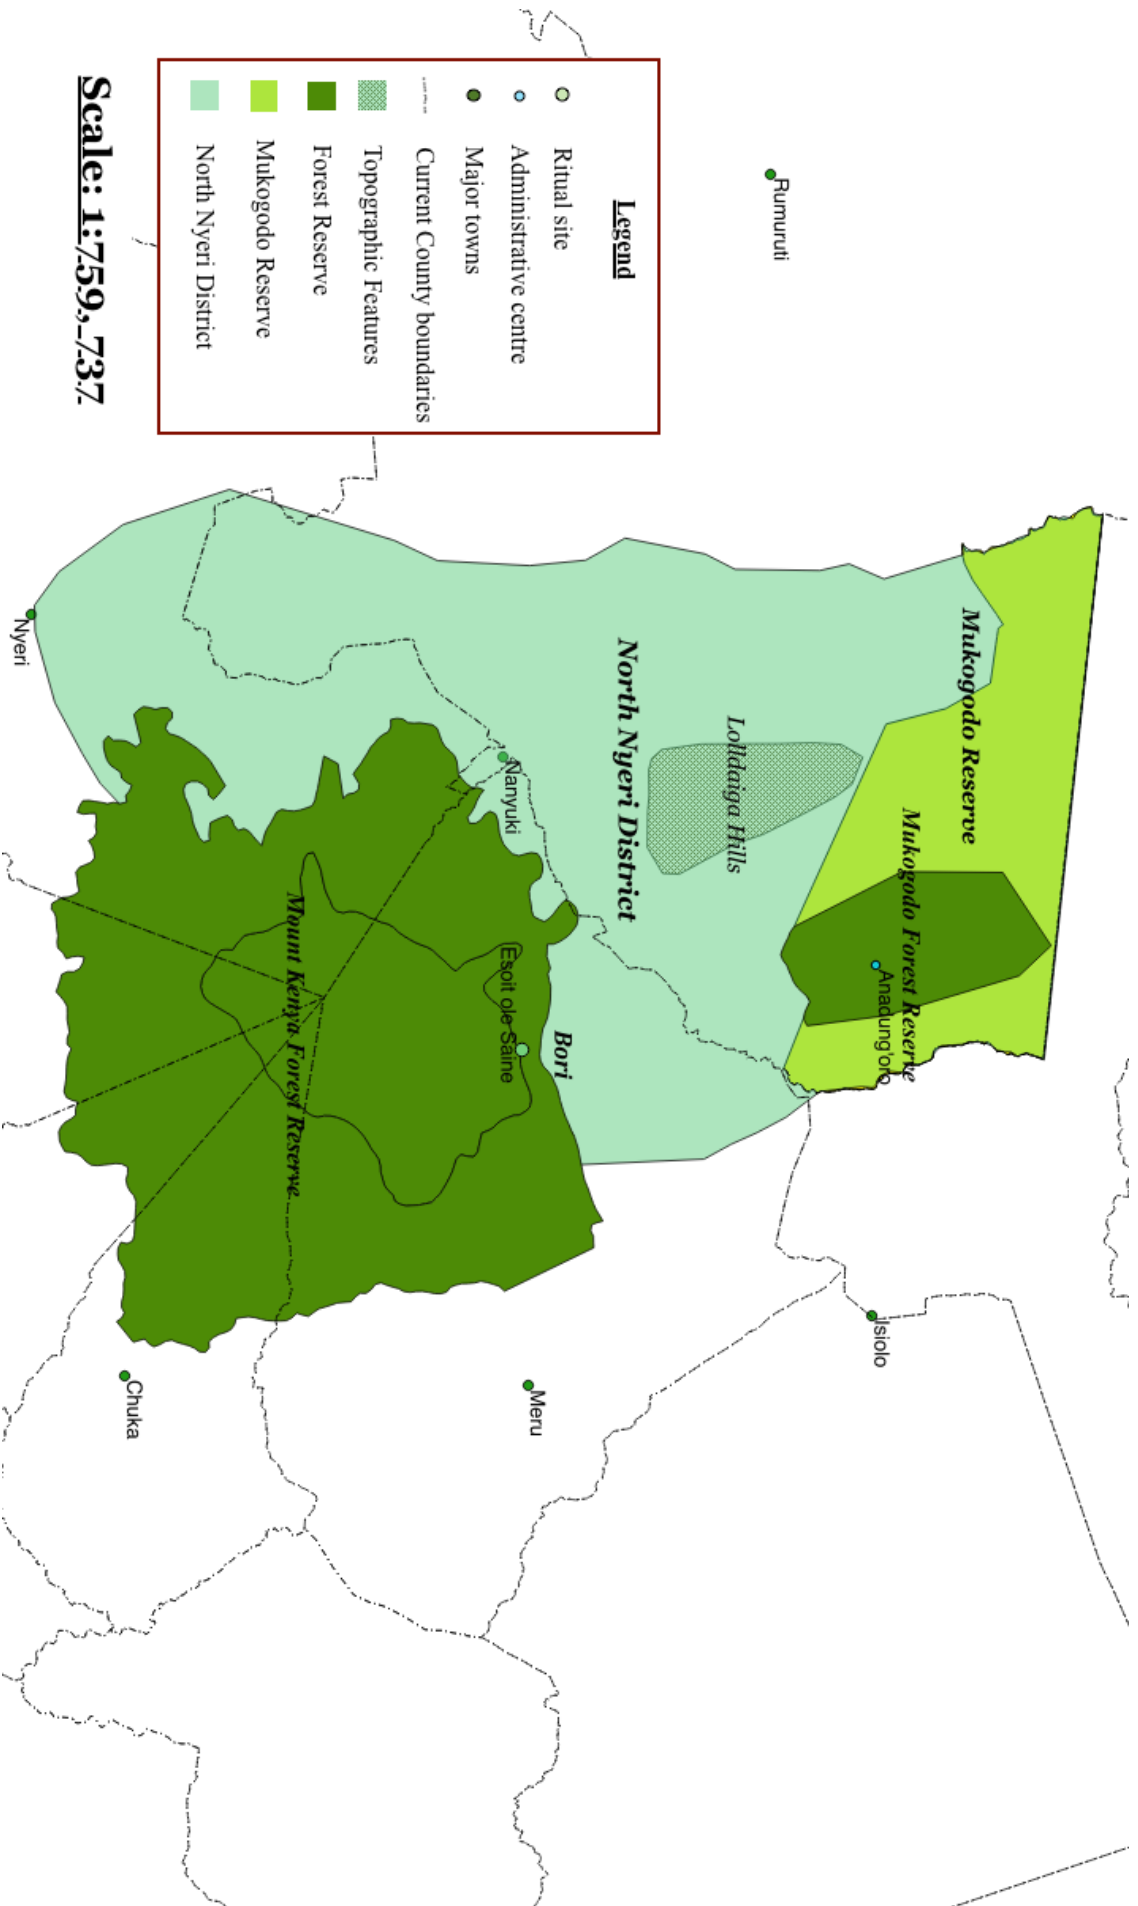 Legend
Ritual site
Administrative centre
Major towns
Current County boundaries
Topographic Features
Forest Reserve
Mukogodo Reserve
North Nyeri District
Scale: 1:759,737
Rumuruti
Mukogodo Reserve
Mukogodo Forest Reserve
Anadung'oro
Isiolo
Lolldaiga Hills
North Nyeri District
Bori
Meru
Nanyuki
Esoit ole Saine
Mount Kenya Forest Reserve
Chuka
Nyeri